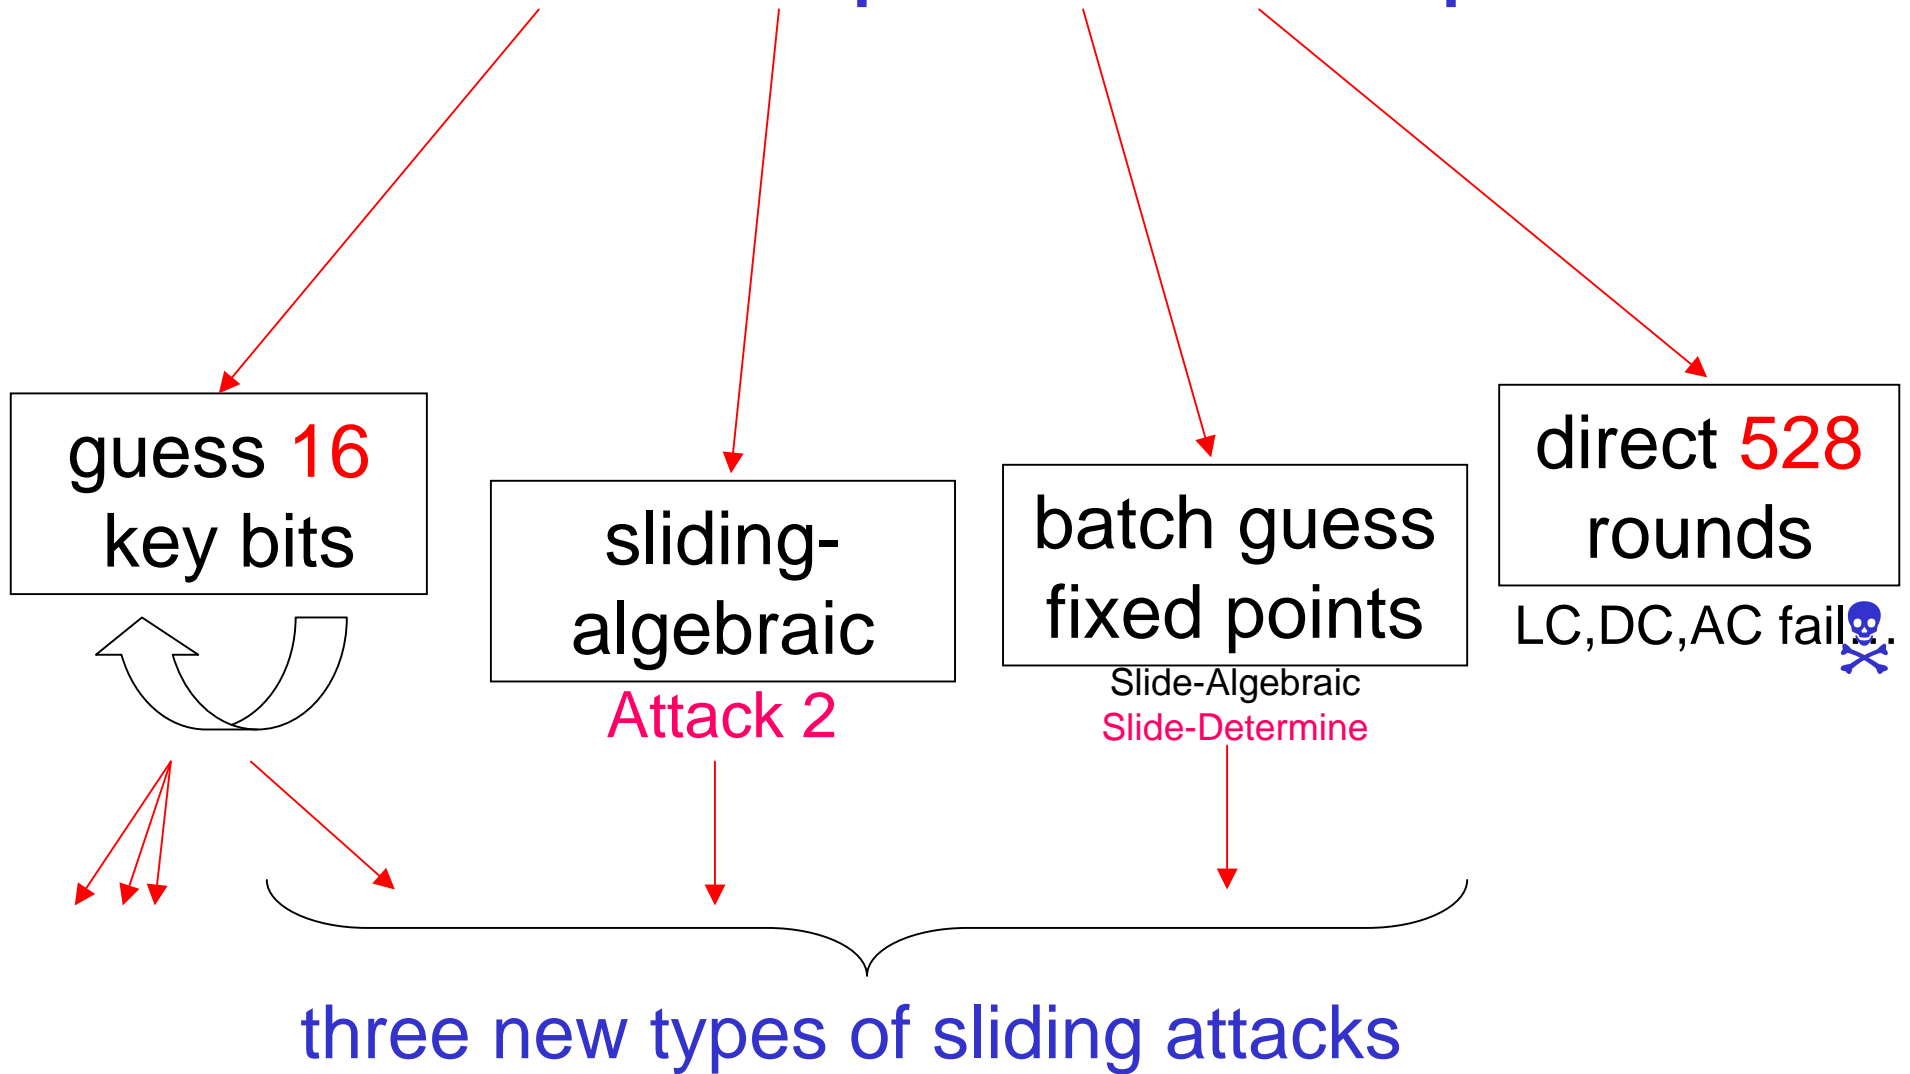 guess 16
key bits
sliding-
algebraic
Attack 2
batch guess
fixed points
Slide-Algebraic
Slide-Determine
direct 528
rounds
LC,DC,AC fail...
three new types of sliding attacks